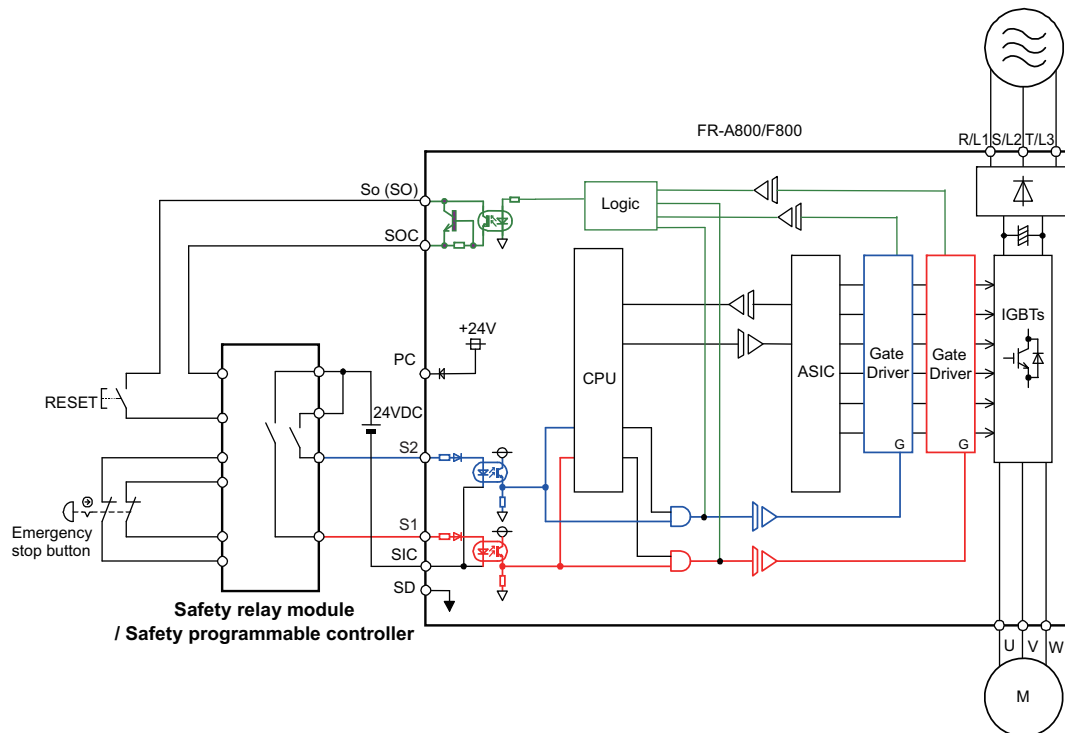 FR-A800/F800
R/L1 S/L2 T/L3
So (SO)
Logic
SOC
+24V
IGBTs
PC
CPU
ASIC
Gate
Driver
Gate
Driver
RESET
24VDC
S2
G
G
Emergency
stop button
S1
SIC
SD
Safety relay module
/ Safety programmable controller
U
V
W
M